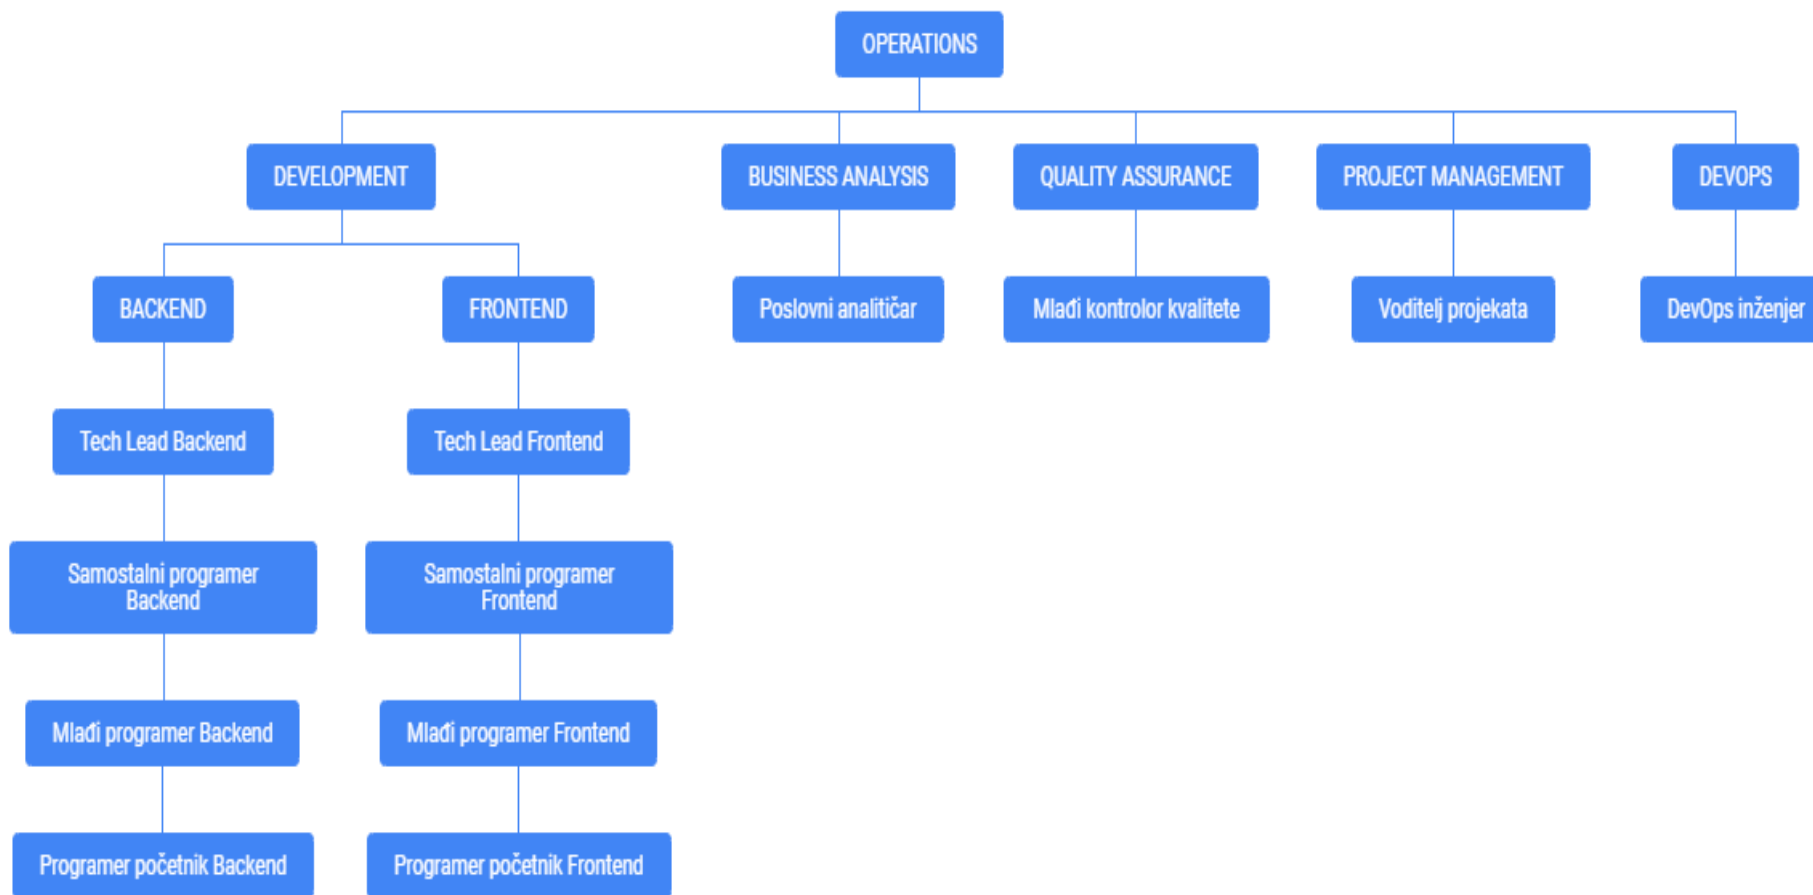 OPERATIONS
DEVELOPMENT
BUSINESS ANALYSIS
QUALITY ASSURANCE
PROJECT MANAGEMENT
DEVOPS
BACKEND
FRONTEND
Poslovni analitičar
Mlađi kontrolor kvalitete
Voditelj projekata
DevOps inženjer
Tech Lead Backend
Tech Lead Frontend
Samostalni programer
Backend
Samostalni programer
Frontend
Mlađi programer Backend
Mlađi programer Frontend
Programer početnik Backend
Programer početnik Frontend